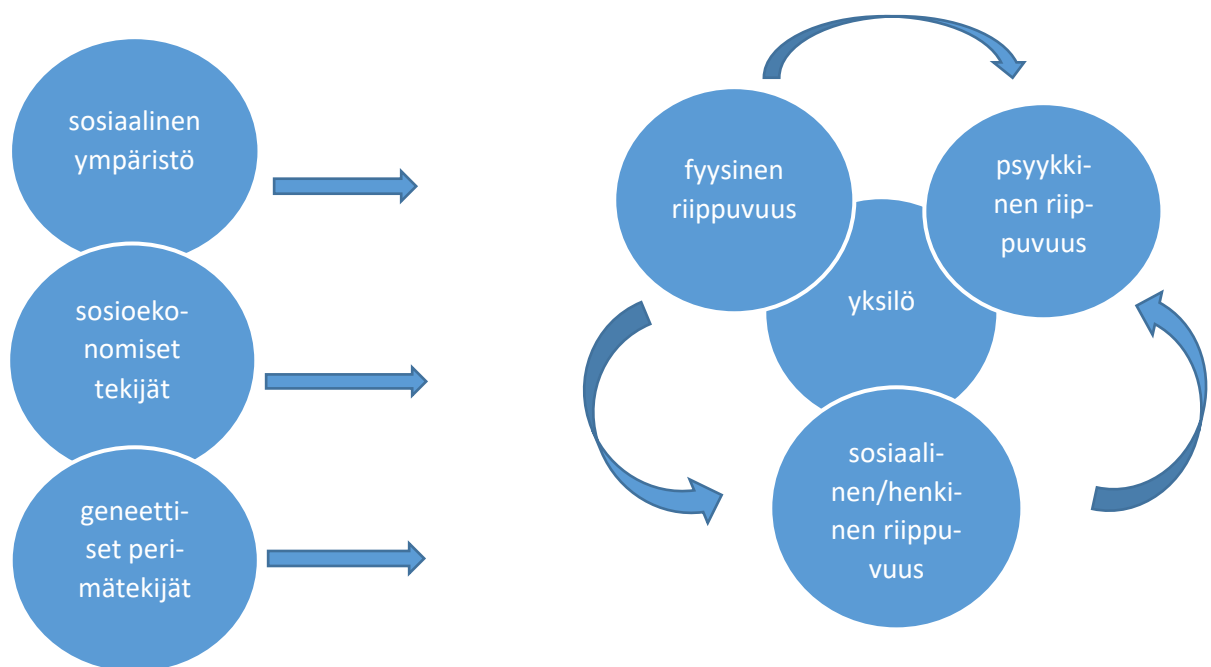 sosiaalinen
ympäristö
sosioeko-
nomiset
tekijät
geneetti-
set peri-
mätekijät
fyysinen
riippuvuus
psyykki-
nen riip-
puvuus
yksilö
sosiaali-
nen/henki-
nen riippu-
vuus